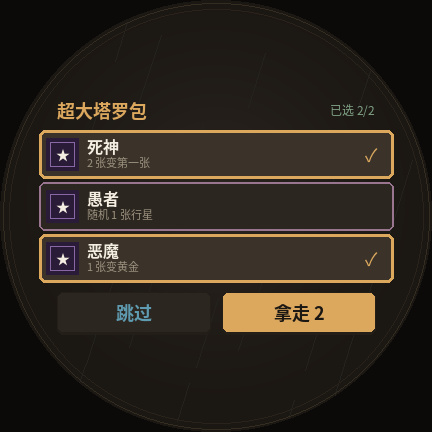 超大塔罗包
已选 2/2
死神
2 张变第一张
✓
愚者
随机 1 张行星
恶魔
1 张变黄金
✓
跳过
拿走 2